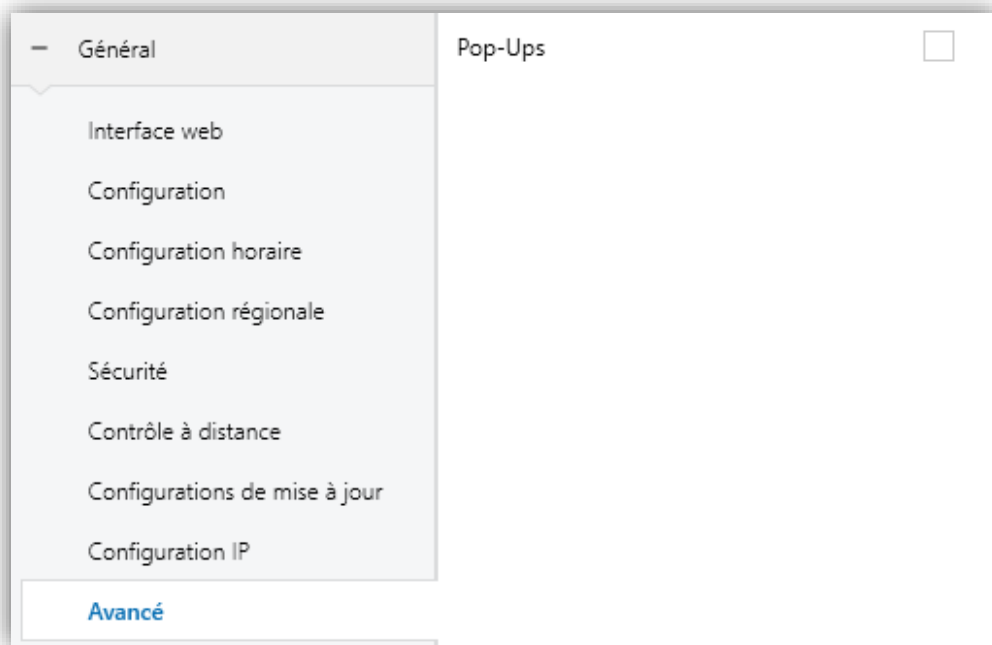 Général
Pop-Ups
Interface web
Configuration
Configuration horaire
Configuration régionale
Sécurité
Contrôle à distance
Configurations de mise à jour
Configuration IP
Avancé